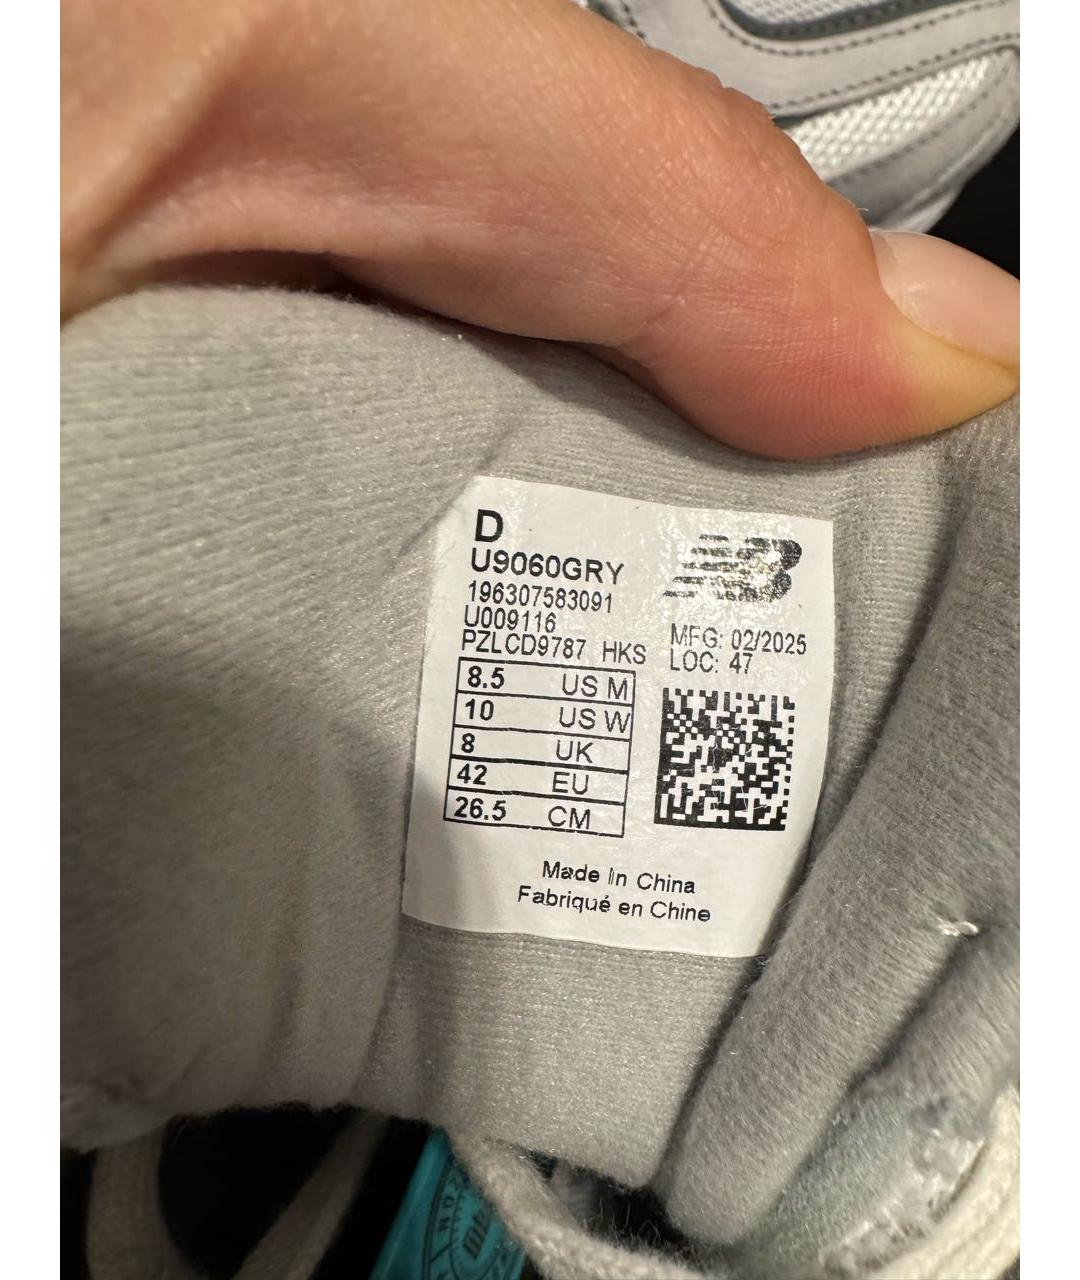 D
U9060GRY
196307583091
U009116
PZLCD9787 HKS
MFG: 02/2025
LOC: 47
8.5 US M
10 US W
8 UK
42 EU
26.5 CM
Made In China
Fabriqué en Chine